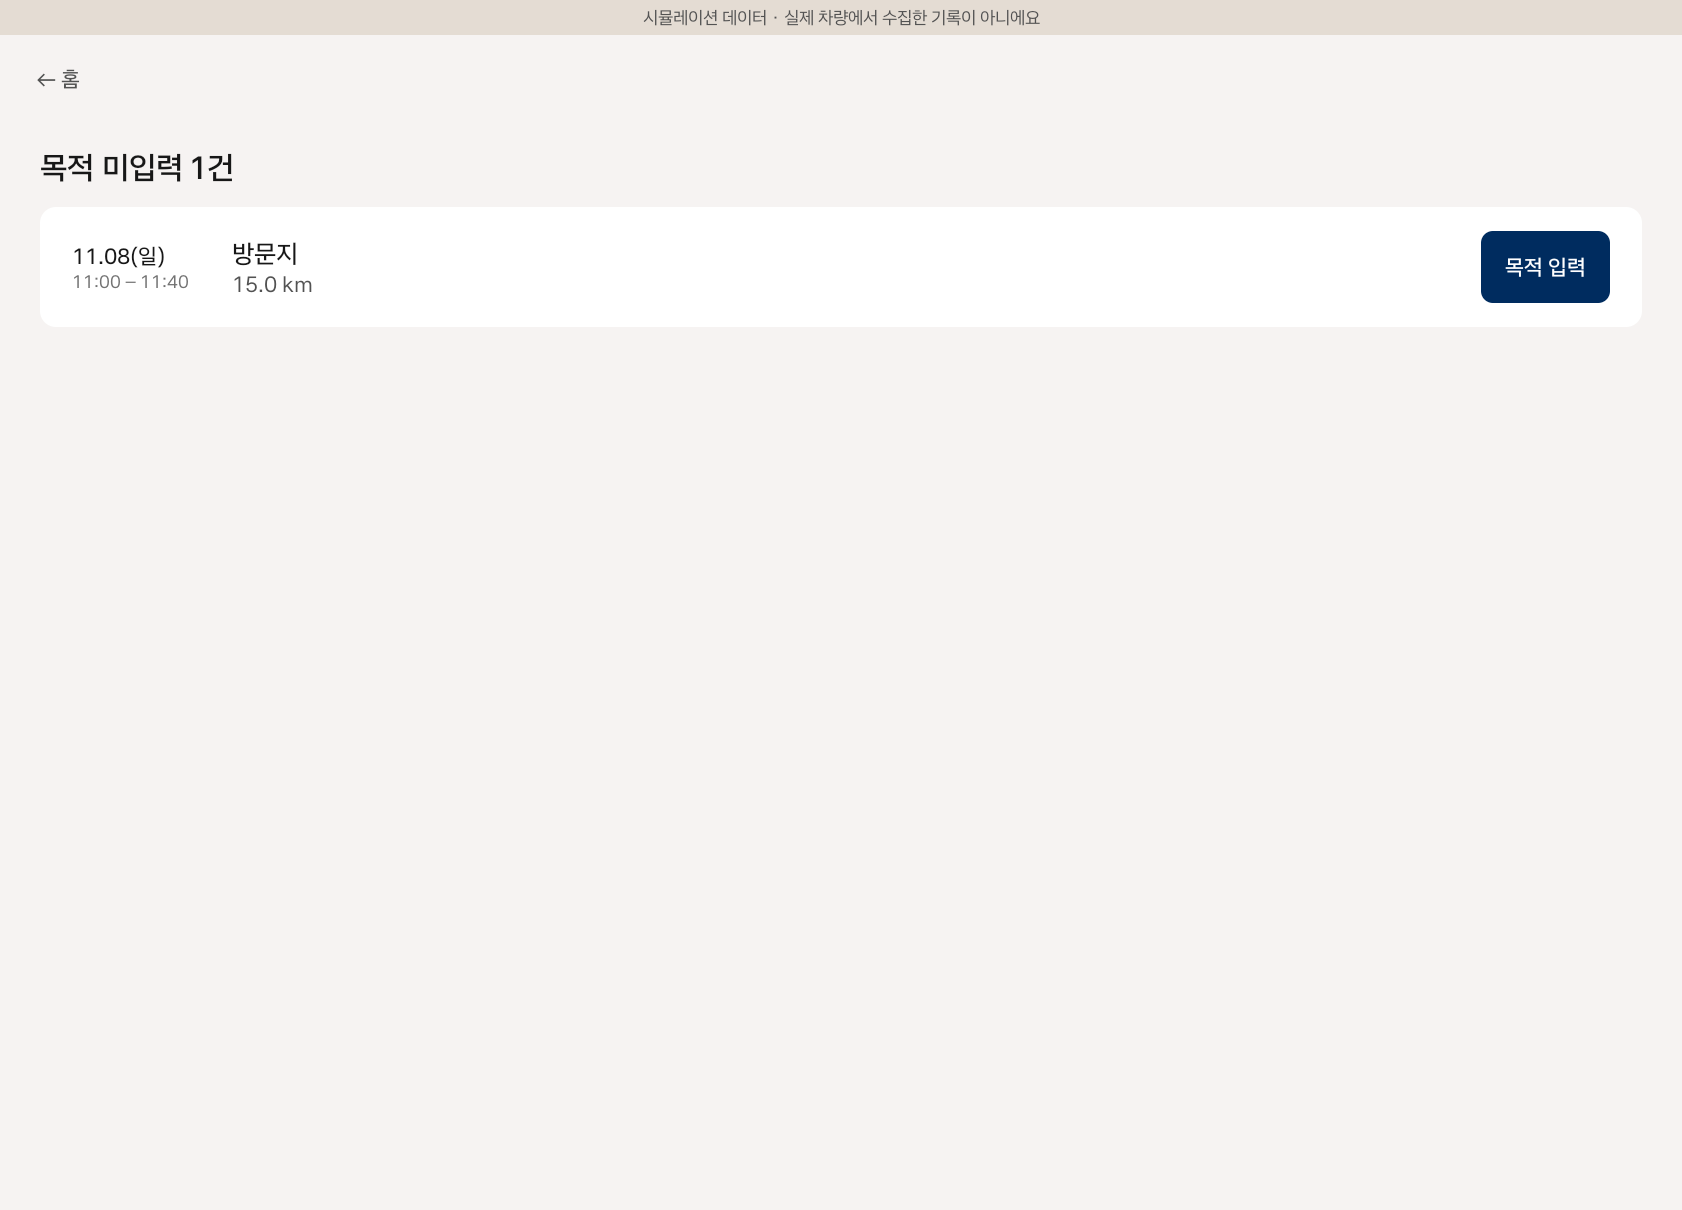 시뮬레이션 데이터 · 실제 차량에서 수집한 기록이 아니에요
← 홈
목적 미입력 1건
11.08(일)
11:00 – 11:40
방문지
15.0 km
목적 입력